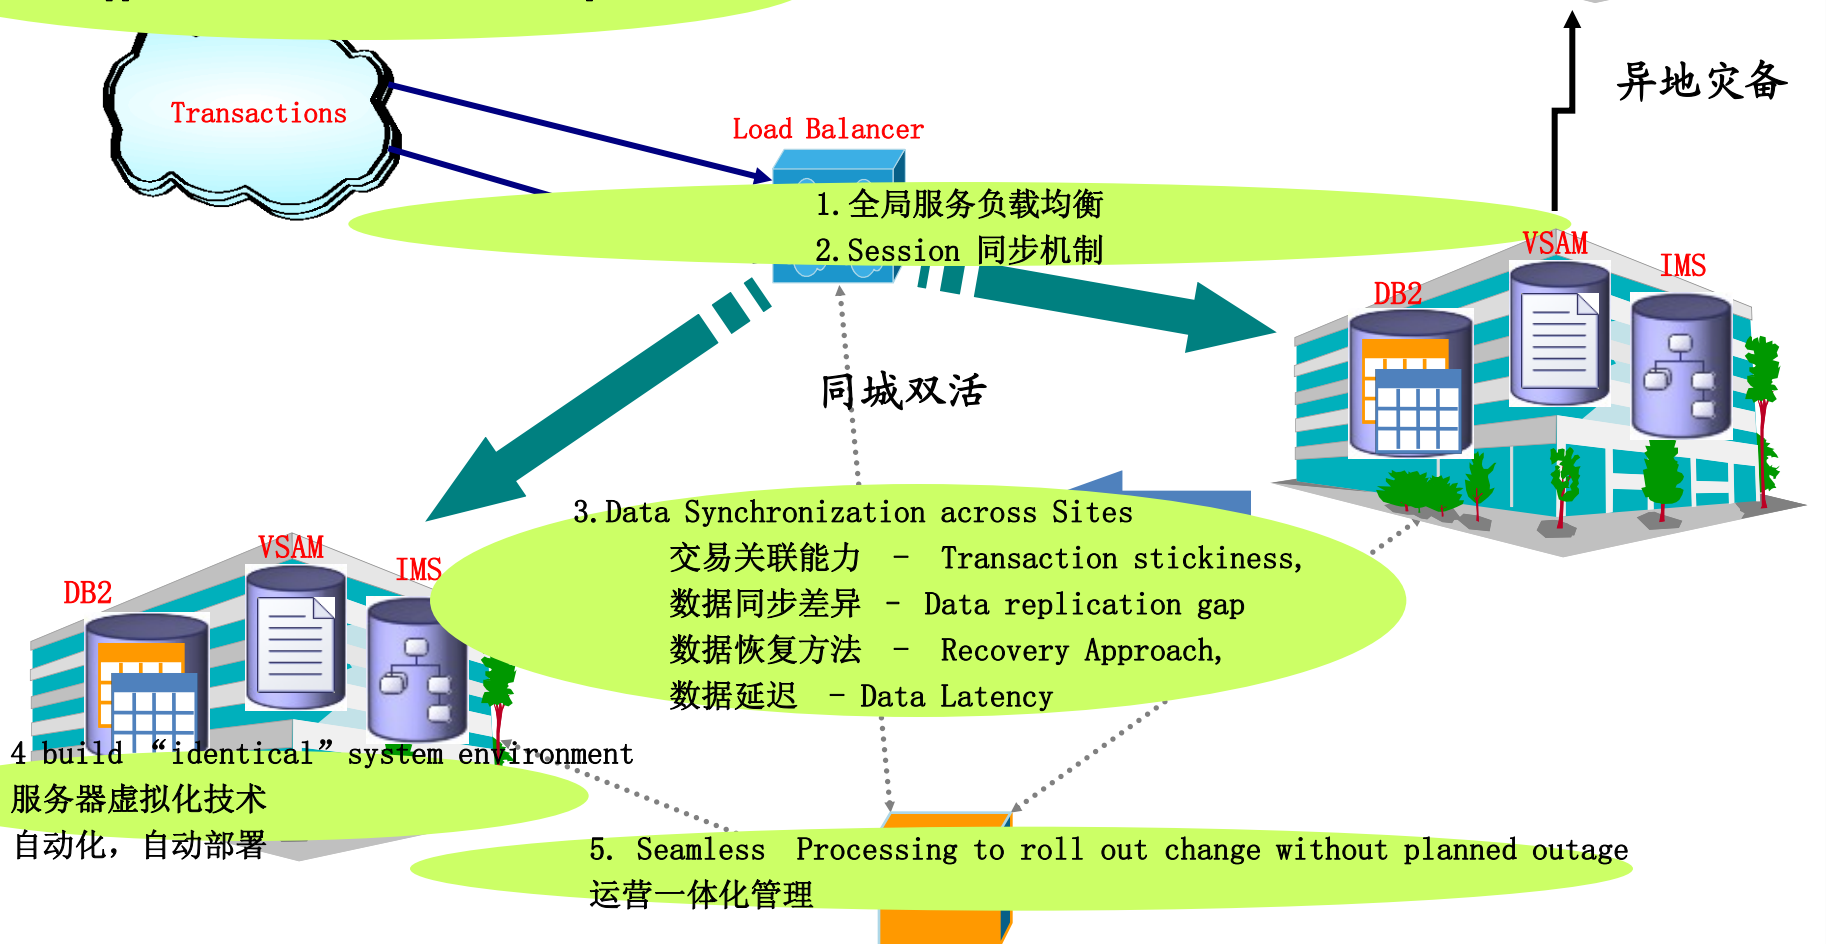 Transactions
Load Balancer
异地灾备
1.全局服务负载均衡
2.Session 同步机制
VSAM
IMS
DB2
同城双活
3.Data Synchronization across Sites
交易关联能力 - Transaction stickiness,
数据同步差异 - Data replication gap
数据恢复方法 - Recovery Approach,
数据延迟 - Data Latency
VSAM
IMS
DB2
4 build “identical”system environment
服务器虚拟化技术
自动化，自动部署
5. Seamless Processing to roll out change without planned outage
运营一体化管理